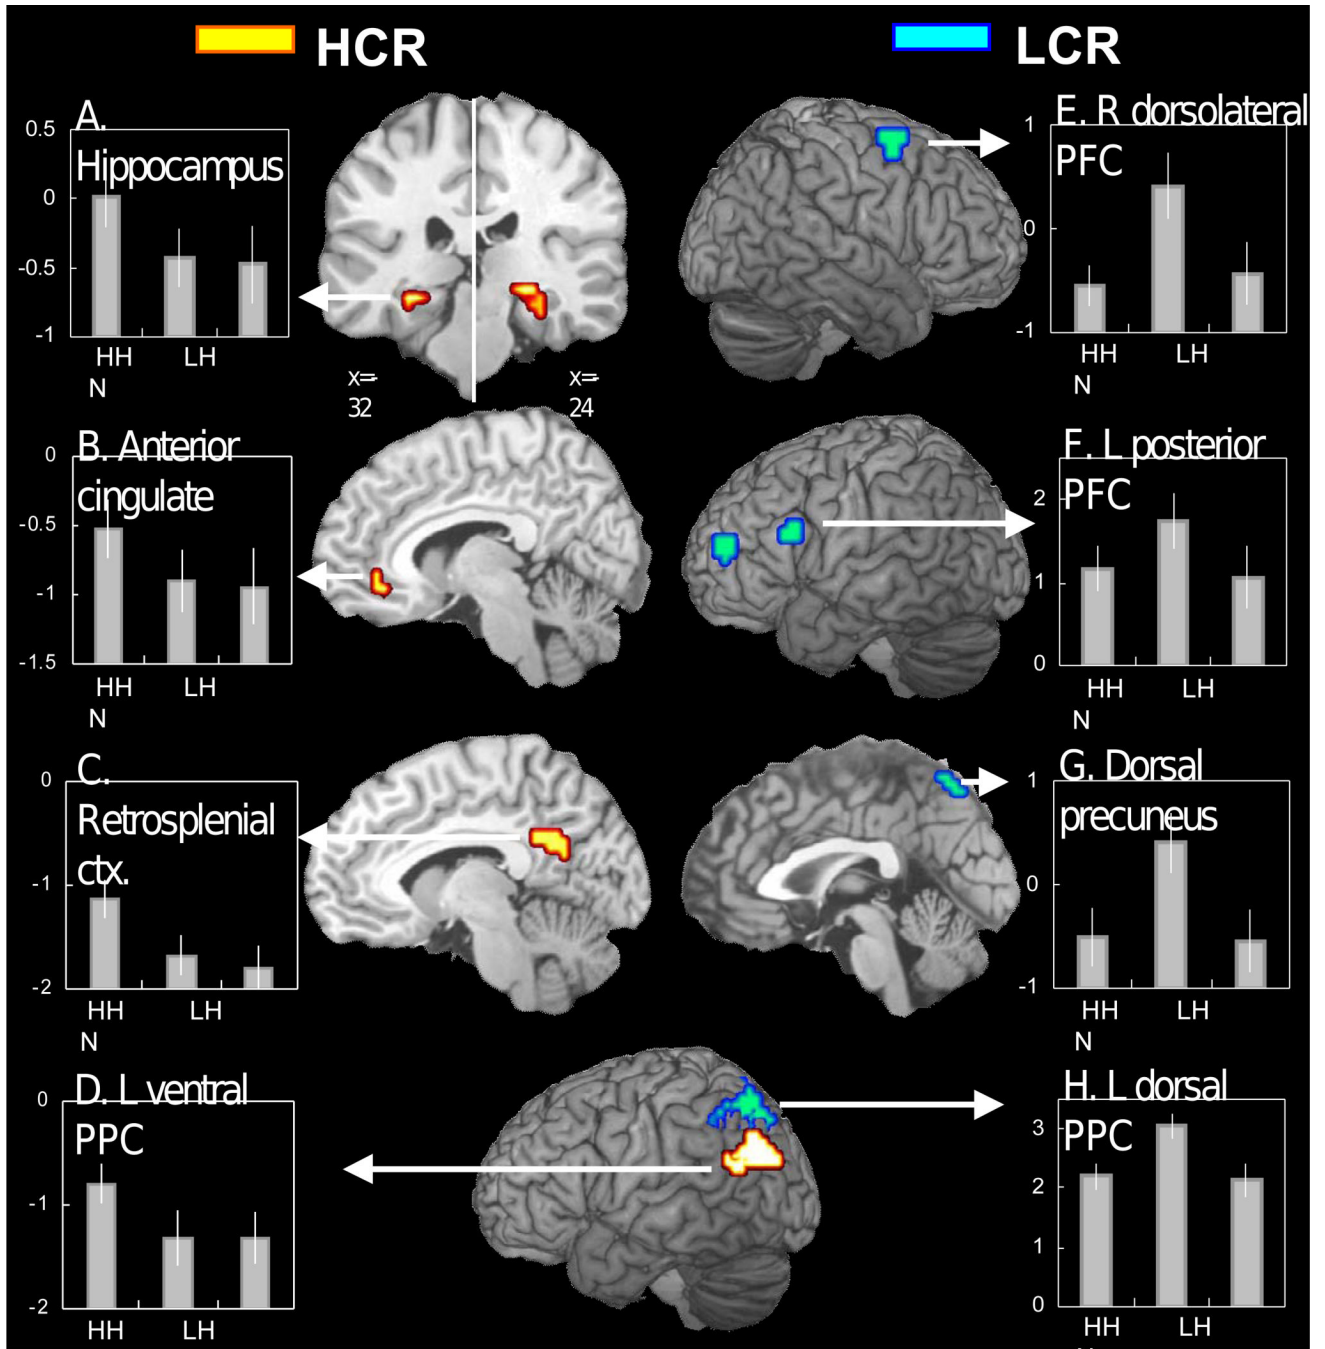 HCR
LCR
A.
Hippocampus
0.5
0
-0.5
-1
HH
LH
N
x=-
32
x=-
24
E. R dorsolateral
PFC
1
0
-1
HH
LH
N
B. Anterior
cingulate
0
-0.5
-1
-1.5
HH
LH
N
F. L posterior
PFC
2
1
0
HH
LH
N
C.
Retrosplenial
ctx.
0
-1
-2
HH
LH
N
G. Dorsal
precuneus
1
0
-1
HH
LH
N
D. L ventral
PPC
0
-1
-2
HH
LH
H. L dorsal
PPC
3
2
1
0
HH
LH